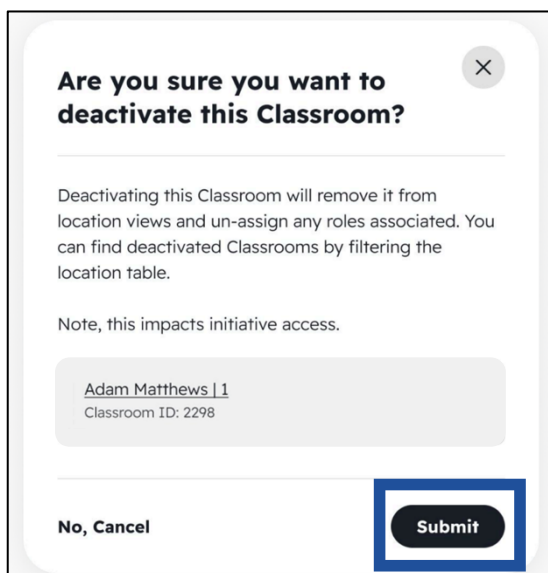 Are you sure you want to
deactivate this Classroom?
Deactivating this Classroom will remove it from
location views and un-assign any roles associated. You
can find deactivated Classrooms by filtering the
location table.
Note, this impacts initiative access.
Adam Matthews | 1
Classroom ID: 2298
No, Cancel
Submit